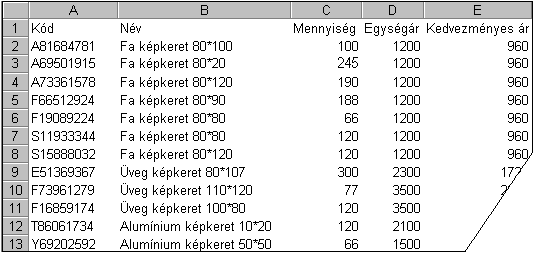 A B C D E
1 Kód Név Mennyiség Egységár Kedvezményes ár
2 A81684781 Fa képkeret 80*100 100 1200 960
3 A69501915 Fa képkeret 80*20 245 1200 960
4 A73361578 Fa képkeret 80*120 190 1200 960
5 F66512924 Fa képkeret 80*90 188 1200 960
6 F19089224 Fa képkeret 80*80 66 1200 960
7 S11933344 Fa képkeret 80*80 120 1200 960
8 S15888032 Fa képkeret 80*120 120 1200 960
9 E51369367 Üveg képkeret 80*107 300 2300
10 F73961279 Üveg képkeret 110*120 77 3500
11 F16859174 Üveg képkeret 100*80 120 3500
12 T86061734 Alumínium képkeret 10*20 120 2100
13 Y69202592 Alumínium képkeret 50*50 66 1500